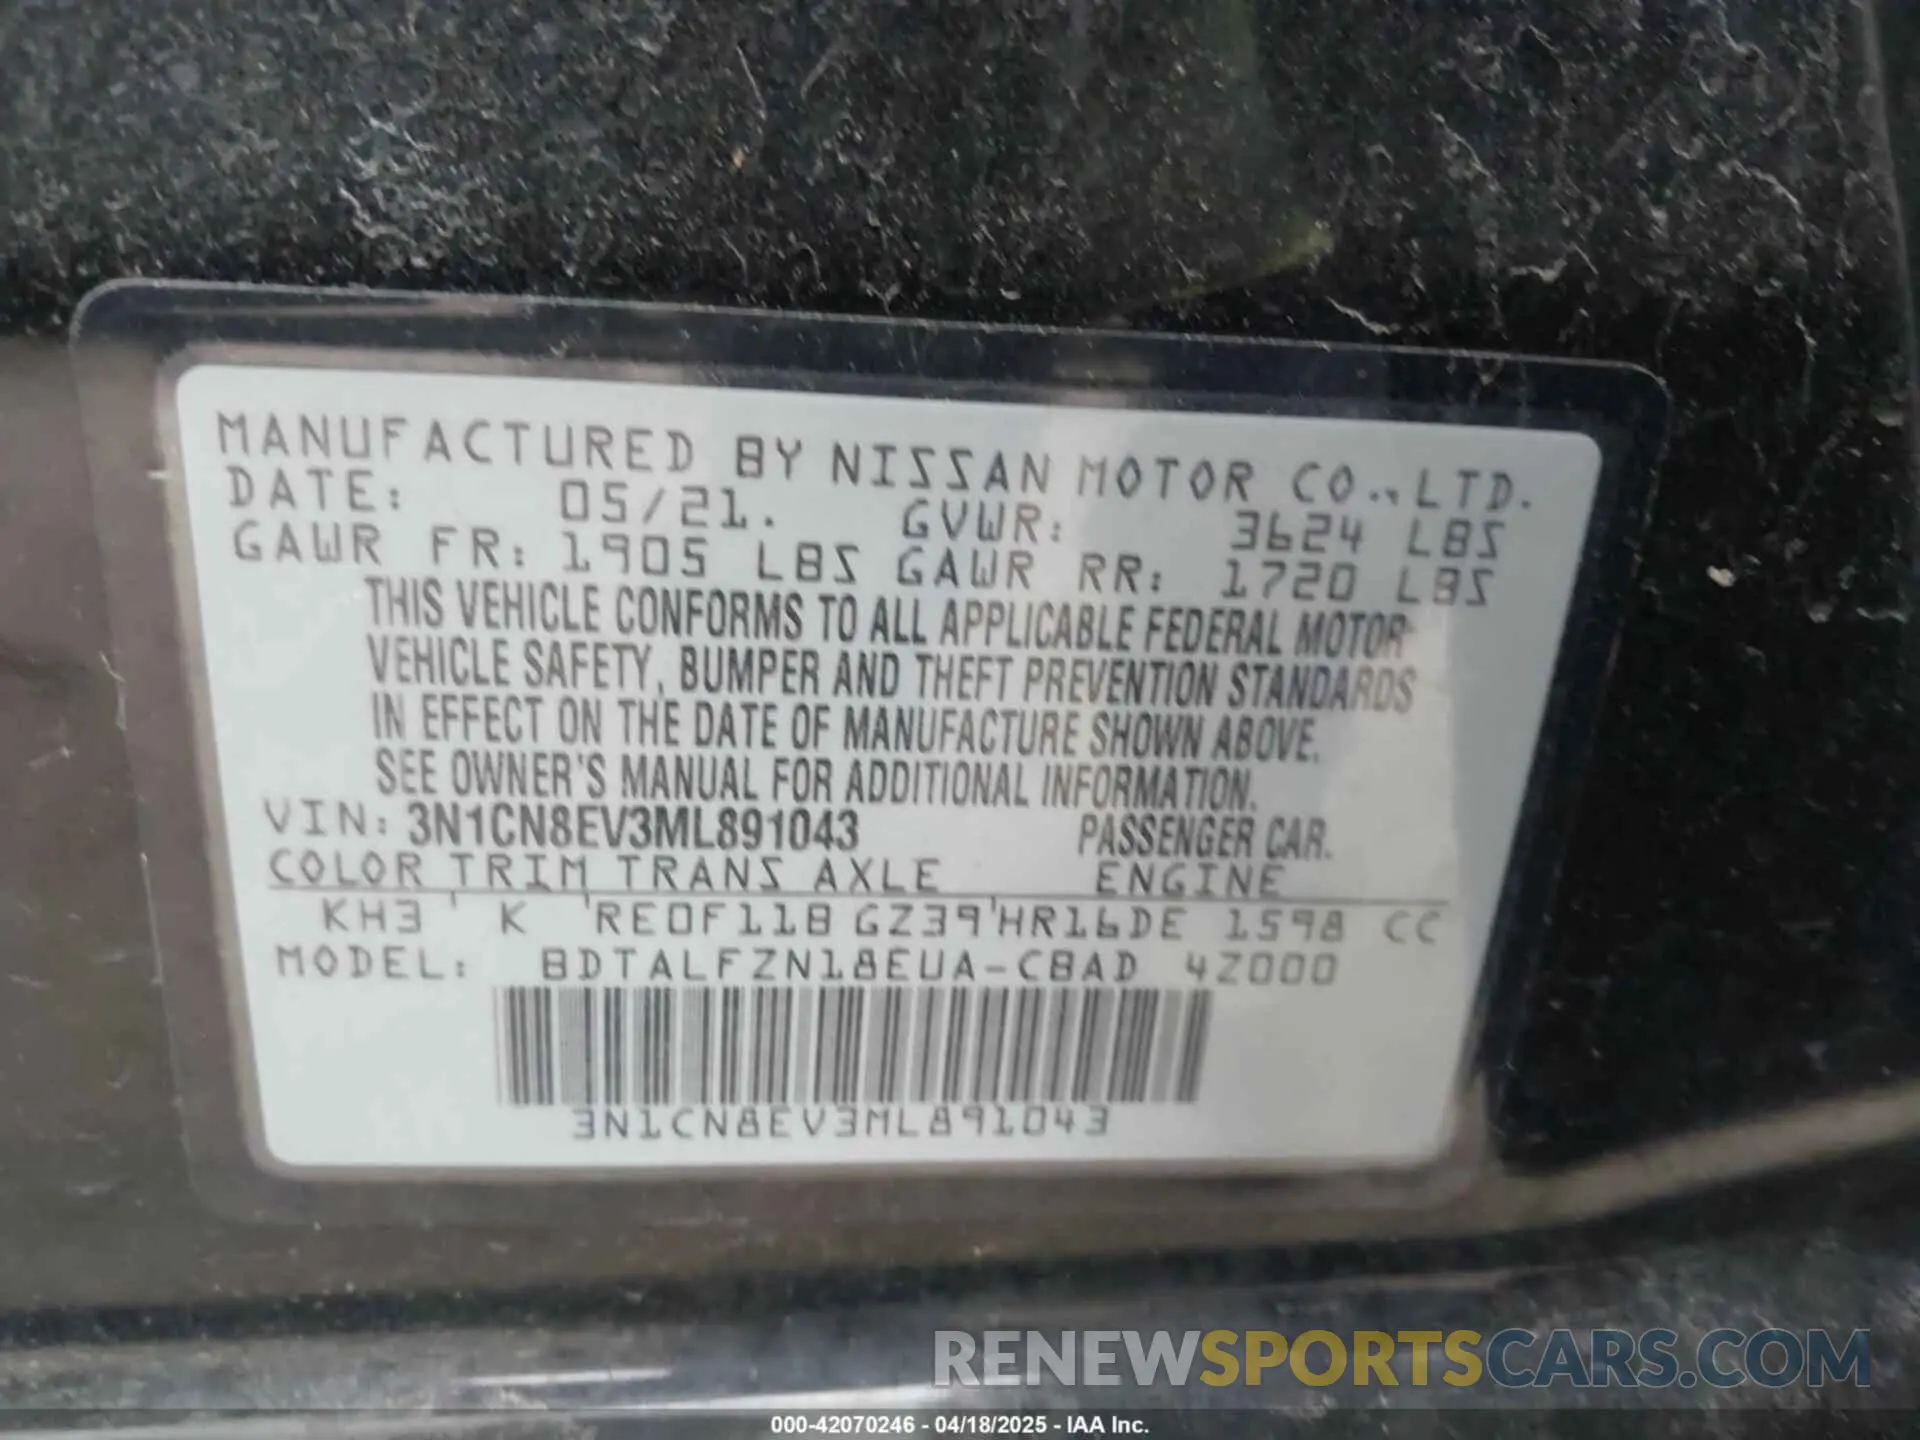 MANUFACTURED BY NISSAN MOTOR CO., LTD.
DATE: 05/21. GVWR: 3624 LBS
GAWR FR: 1905 LBS GAWR RR: 1720 LBS
THIS VEHICLE CONFORMS TO ALL APPLICABLE FEDERAL MOTOR
VEHICLE SAFETY, BUMPER AND THEFT PREVENTION STANDARDS
IN EFFECT ON THE DATE OF MANUFACTURE SHOWN ABOVE.
SEE OWNER'S MANUAL FOR ADDITIONAL INFORMATION.
VIN: 3N1CN8EV3ML891043 PASSENGER CAR.
COLOR TRIM TRANS AXLE ENGINE
KH3 K RE0F11B GZ39 HR16DE 1598 CC
MODEL: BDTALFZN18EUA-CBAD 4Z000
3N1CN8EV3ML891043
RENEWSPORTSCARS.COM
000-42070246 - 04/18/2025 - IAA Inc.